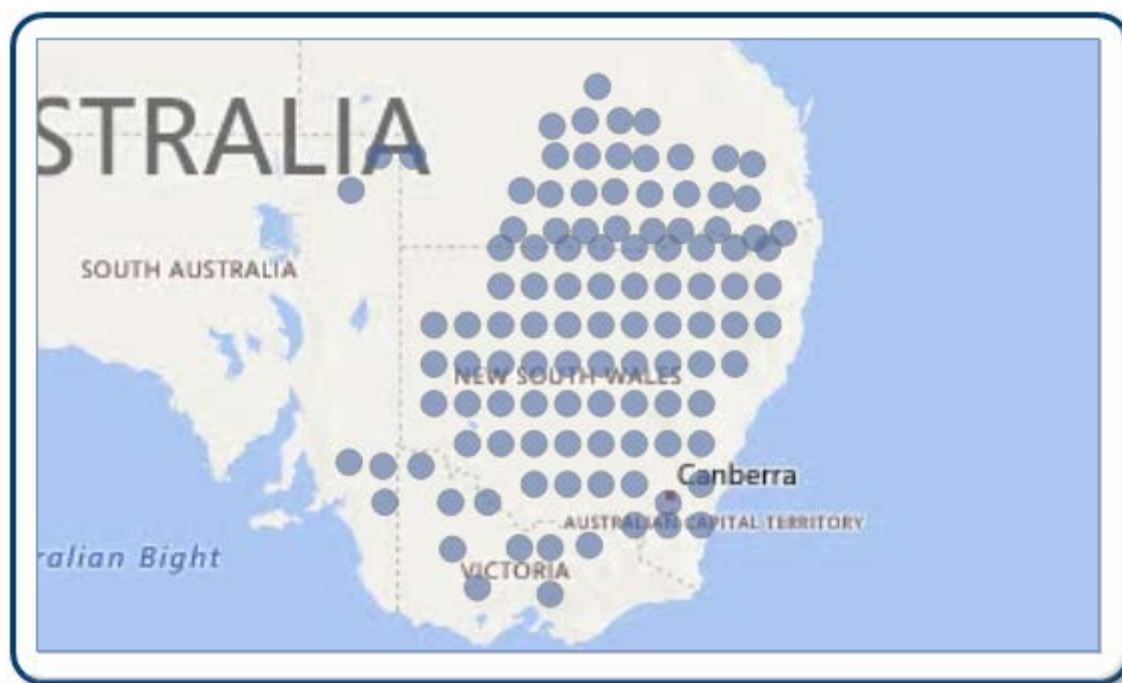 STRALIA
SOUTH AUSTRALIA
NEW SOUTH WALES
Canberra
AUSTRALIAN CAPITAL TERRITORY
ralian Bight
VICTORIA